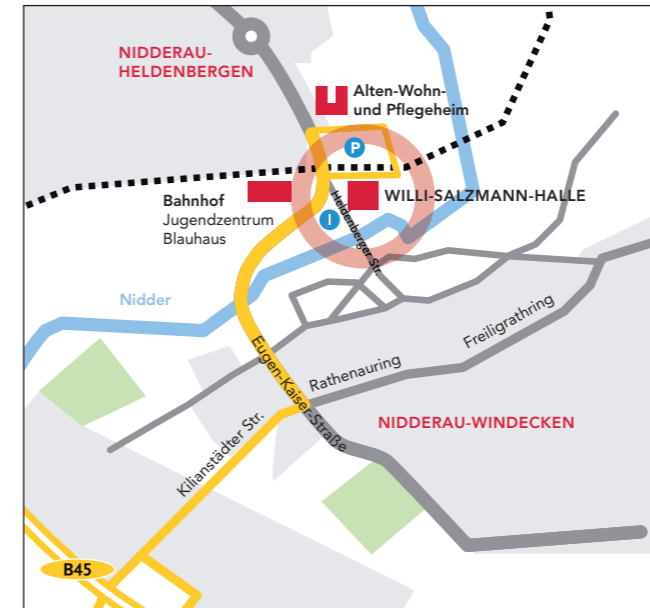 NIDDERAU-
HELDENBERGEN
Alten-Wohn-
und Pflegeheim
P
Bahnhof
Jugendzentrum
Blauhaus
WILLI-SALZMANN-HALLE
I
Heldenberger Str.
Nidder
Eugen-Kaiser-Straße
Rathenauring
Freiligrathring
Kilianstädter Str.
NIDDERAU-WINDECKEN
B45